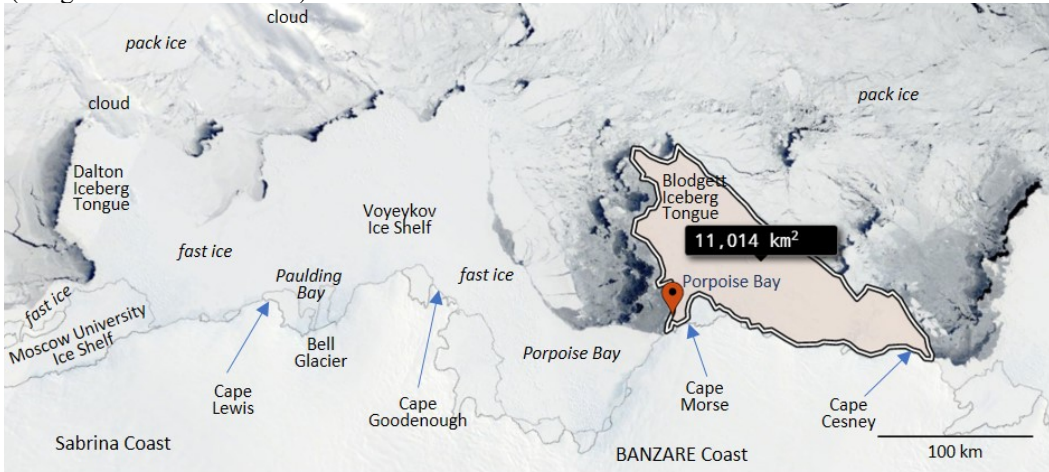 cloud
pack ice
cloud
pack ice
Dalton
Iceberg
Tongue
Blodgett
Iceberg
Tongue
Voyeykov
Ice Shelf
11,014 km²
fast ice
Paulding
Bay
fast ice
Porpoise Bay
fast ice
Moscow University
Ice Shelf
Bell
Glacier
Porpoise Bay
Cape
Lewis
Cape
Goodenough
Cape
Morse
Cape
Cesney
Sabrina Coast
BANZARE Coast
100 km